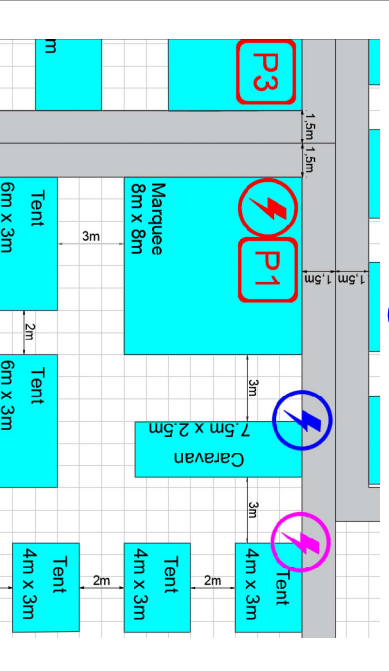 m
P3
1,5m
1,5m
Tent
6m x 3m
3m
Marquee
8m x 8m
P1
1,5m
1,5m
2m
Tent
6m x 3m
3m
7.5m x 2.5m
Caravan
3m
Tent
4m x 3m
2m
Tent
4m x 3m
2m
Tent
4m x 3m